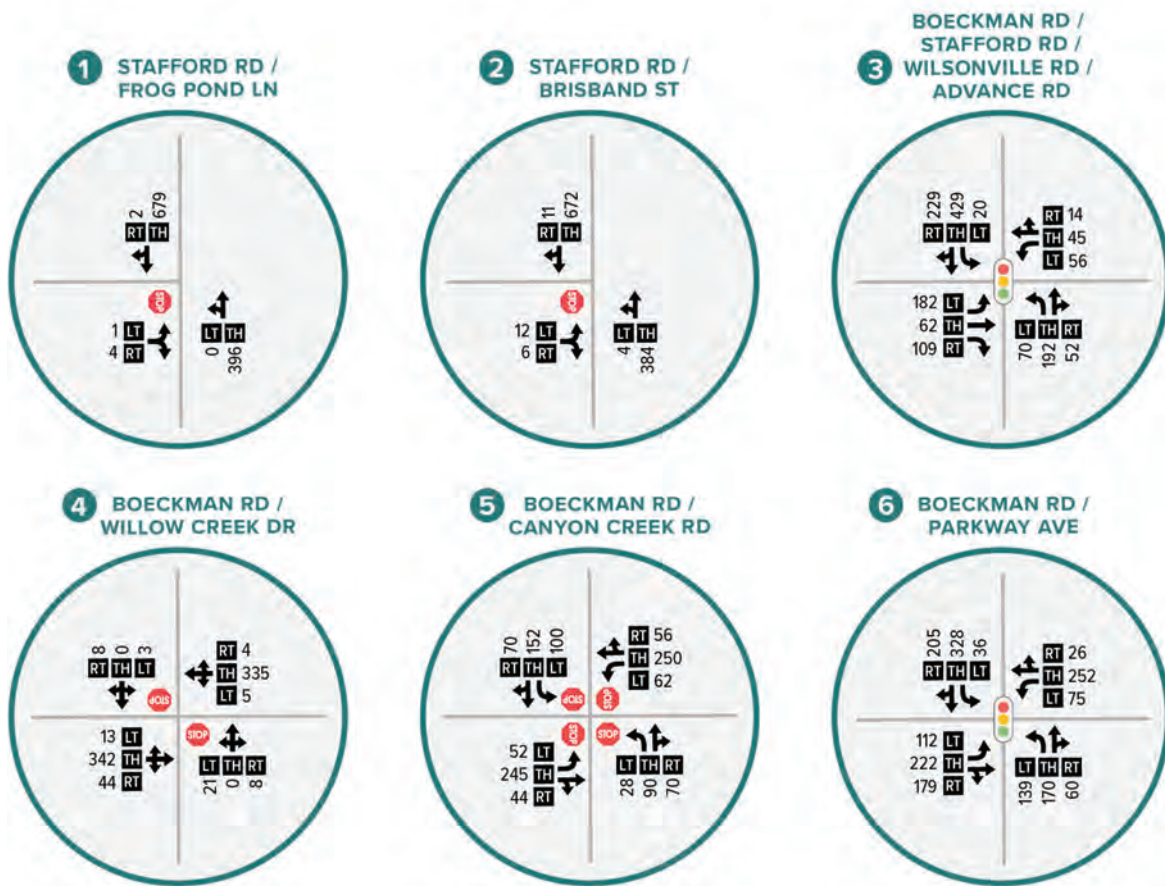 1 STAFFORD RD /
FROG POND LN
2 679
RT TH
STOP
1 LT
4 RT
LT TH
0 396
2 STAFFORD RD /
BRISBAND ST
11 672
RT TH
STOP
12 LT
6 RT
LT TH
4 384
3 BOECKMAN RD /
STAFFORD RD /
WILSONVILLE RD /
ADVANCE RD
229 429 20
RT TH LT
RT 14
TH 45
LT 56
182 LT
62 TH
109 RT
LT TH RT
70 192 52
4 BOECKMAN RD /
WILLOW CREEK DR
8 0 3
RT TH LT
RT 4
TH 335
LT 5
STOP
STOP
13 LT
342 TH
44 RT
LT TH RT
21 0 8
5 BOECKMAN RD /
CANYON CREEK RD
70 152 100
RT TH LT
RT 56
TH 250
LT 62
STOP STOP
STOP STOP
52 LT
245 TH
44 RT
LT TH RT
28 90 70
6 BOECKMAN RD /
PARKWAY AVE
205 328 36
RT TH LT
RT 26
TH 252
LT 75
112 LT
222 TH
179 RT
LT TH RT
139 170 60